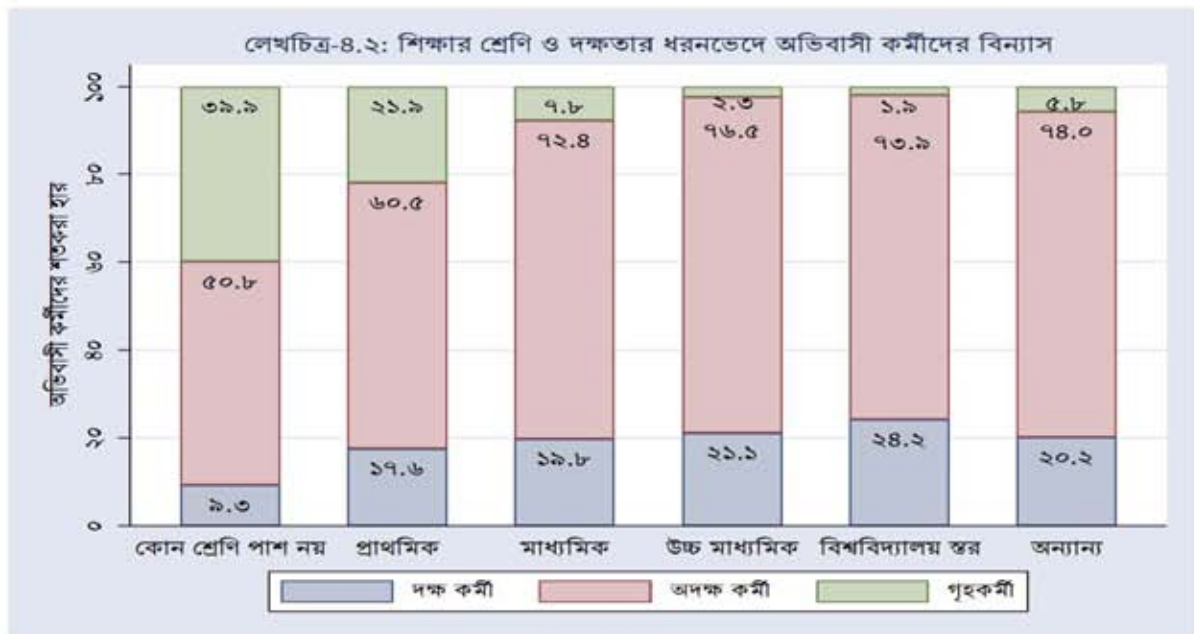 লেখচিত্র-৪.২: শিক্ষার শ্রেণি ও দক্ষতার ধরনভেদে অভিবাসী কর্মীদের বিন্যাস
অভিবাসী কর্মীদের শতকরা হার
১০০
৮০
৬০
৪০
২০
০
৩৯.৯ ২১.৯ ৭.৮ ২.৩ ১.৯ ৫.৮
৫০.৮ ৬০.৫ ৭২.৪ ৭৬.৫ ৭৩.৯ ৭৪.০
৯.৩ ১৭.৬ ১৯.৮ ২১.১ ২৪.২ ২০.২
কোন শ্রেণি পাশ নয় প্রাথমিক মাধ্যমিক উচ্চ মাধ্যমিক বিশ্ববিদ্যালয় স্তর অন্যান্য
দক্ষ কর্মী অদক্ষ কর্মী গৃহকর্মী